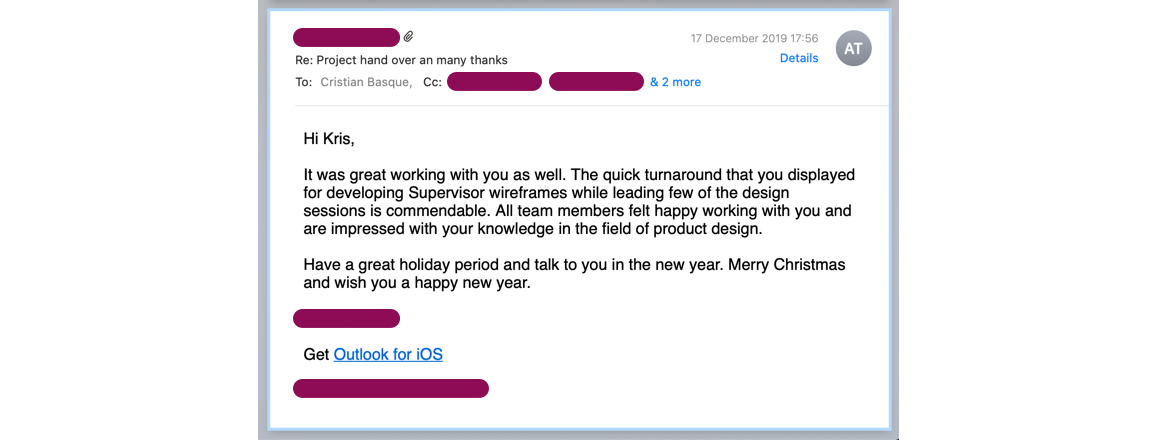 17 December 2019 17:56
AT
Re: Project hand over an many thanks
Details
To: Cristian Basque, Cc: & 2 more
Hi Kris,
It was great working with you as well. The quick turnaround that you displayed
for developing Supervisor wireframes while leading few of the design
sessions is commendable. All team members felt happy working with you and
are impressed with your knowledge in the field of product design.
Have a great holiday period and talk to you in the new year. Merry Christmas
and wish you a happy new year.
Get Outlook for iOS